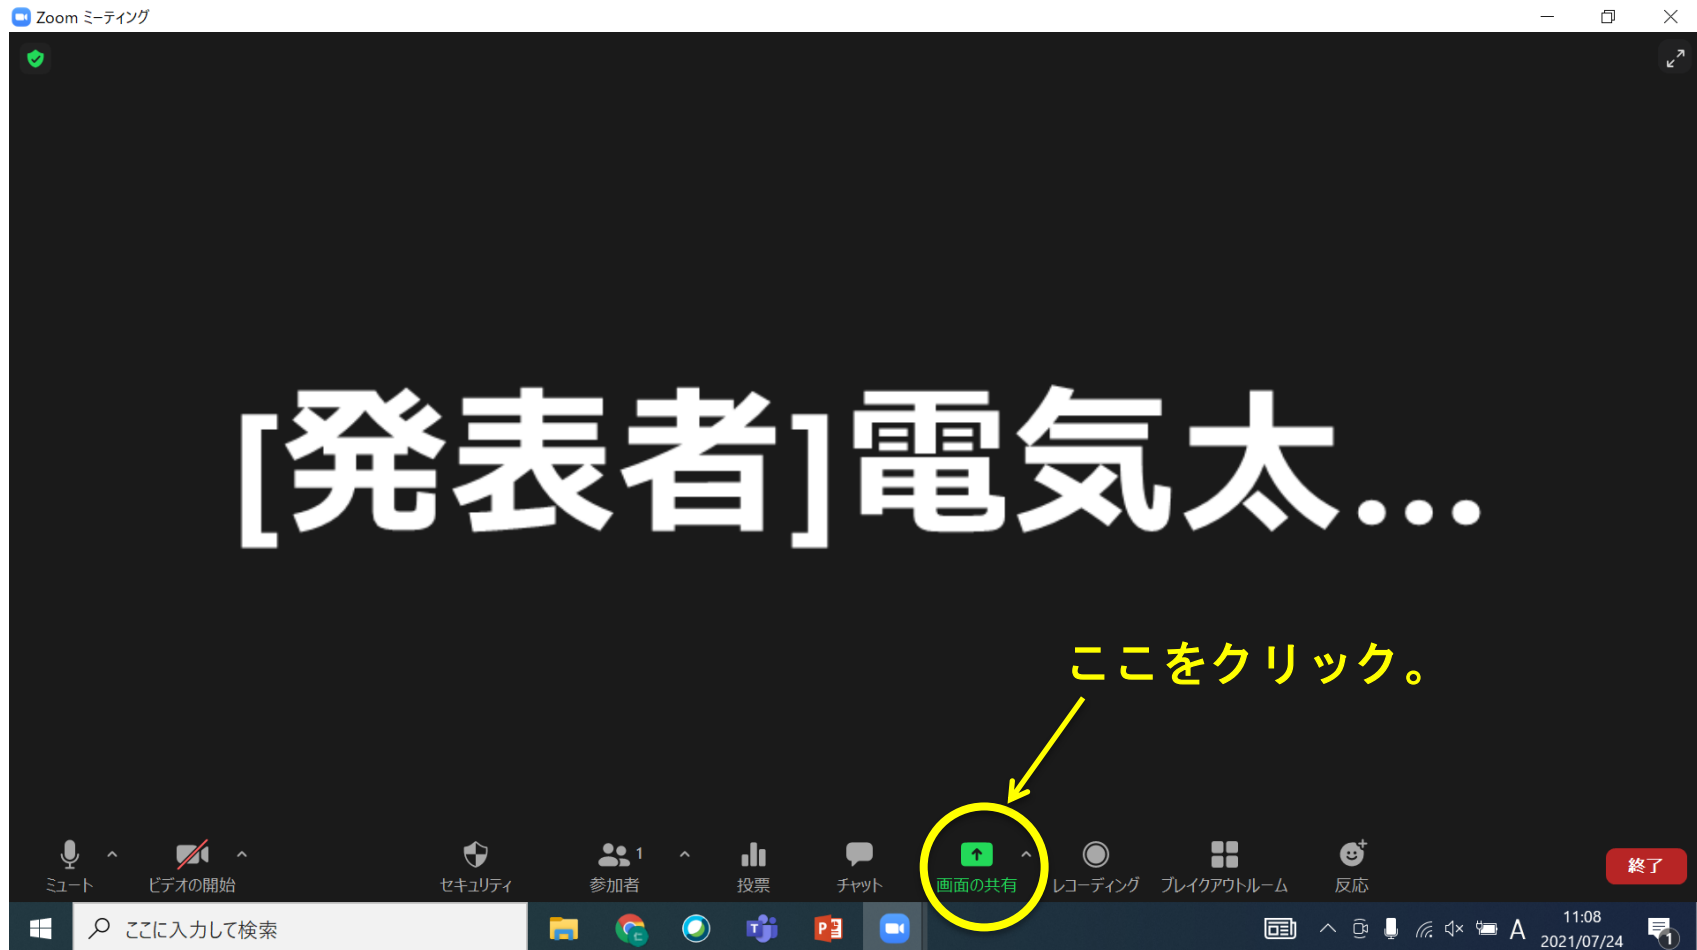 Zoom ミーティング
[発表者]電気太...
ここをクリック。
ミュート
ビデオの開始
セキュリティ
1
参加者
投票
チャット
画面の共有
レコーディング
ブレイクアウトルーム
反応
終了
ここに入力して検索
A
11:08
2021/07/24
1